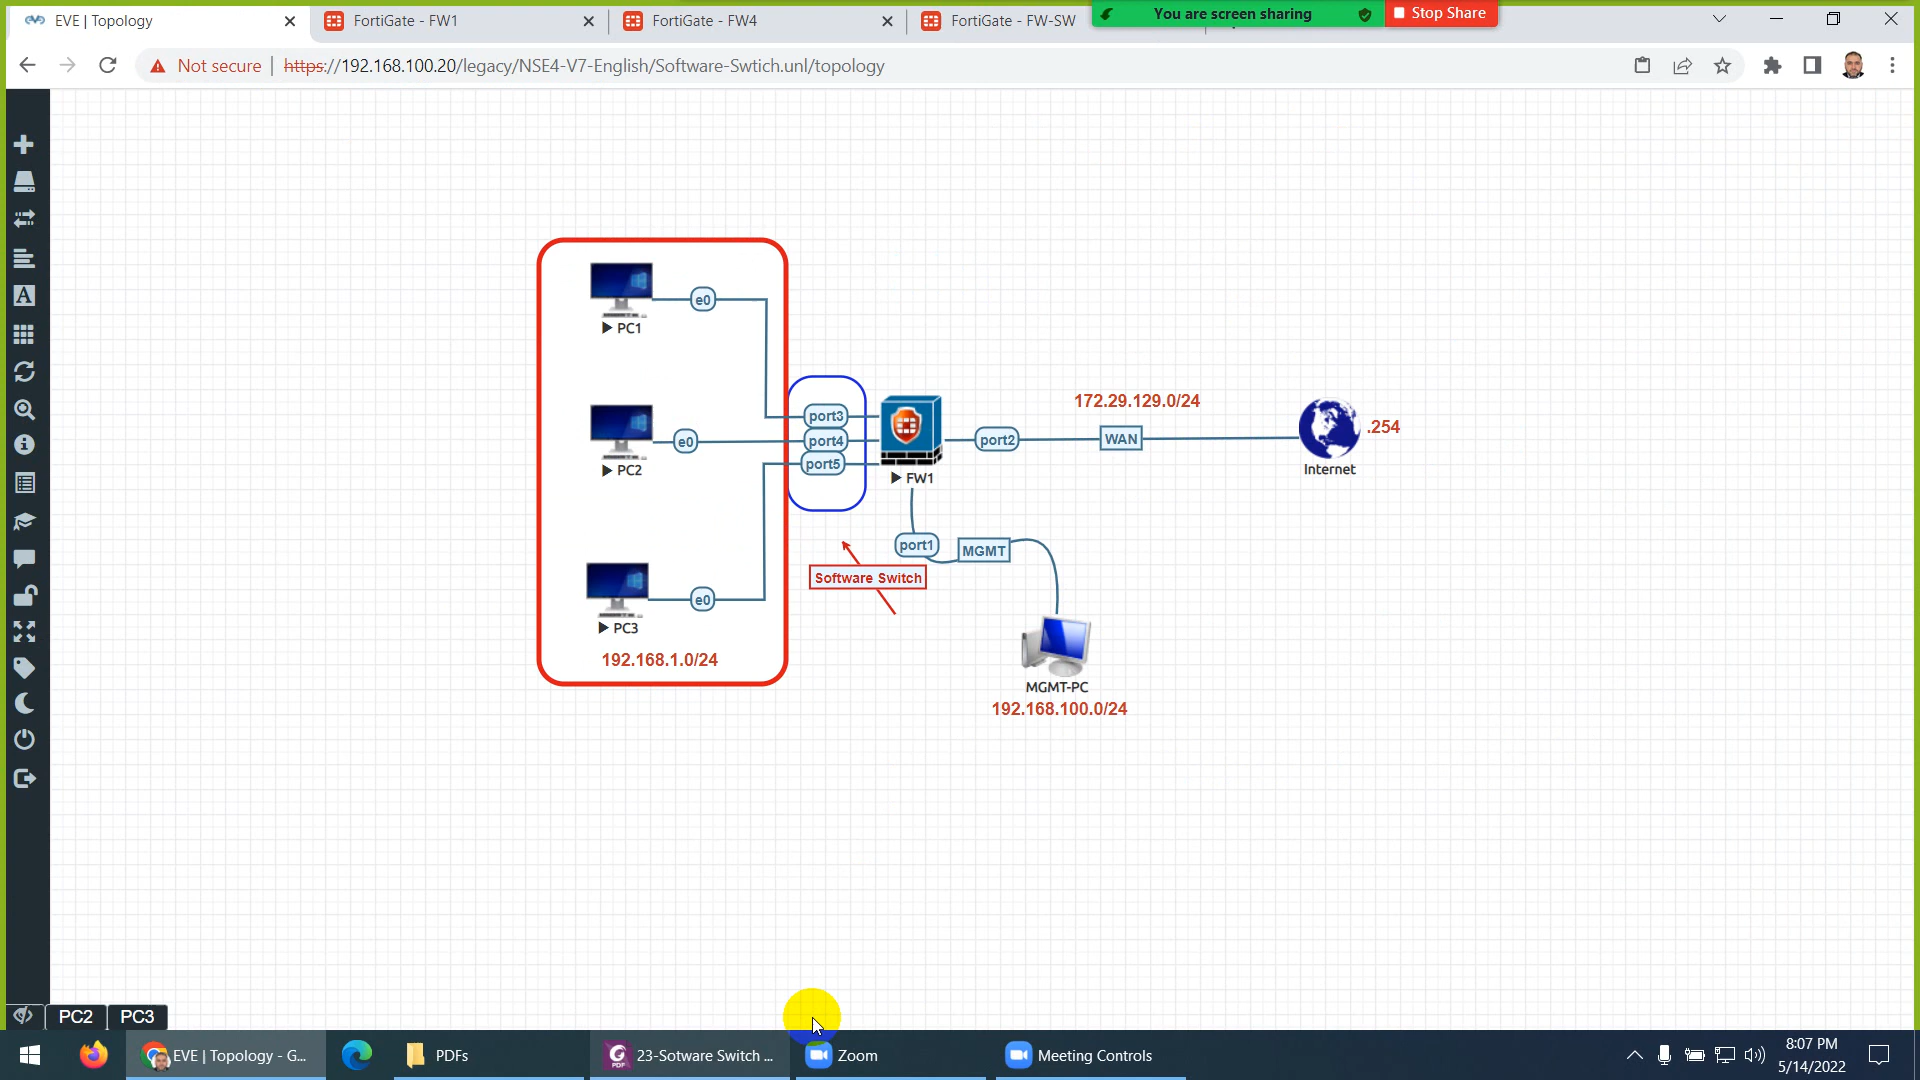 EVE | Topology
FortiGate - FW1
FortiGate - FW4
FortiGate - FW-SW
You are screen sharing
Stop Share
Not secure
https://192.168.100.20/legacy/NSE4-V7-English/Software-Swtich.unl/topology
e0
PC1
port3
172.29.129.0/24
e0
port4
port2
WAN
.254
PC2
port5
Internet
FW1
port1
MGMT
Software Switch
e0
PC3
192.168.1.0/24
MGMT-PC
192.168.100.0/24
PC2
PC3
EVE | Topology - G...
PDFs
23-Sotware Switch ...
Zoom
Meeting Controls
8:07 PM
5/14/2022